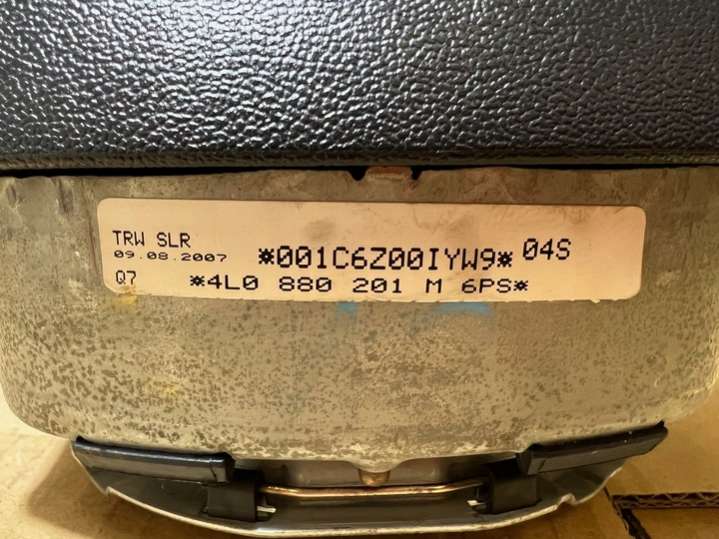 TRW SLR
09.08.2007 *001C6Z00IYW9* 04S
Q7 *4L0 880 201 M 6PS*